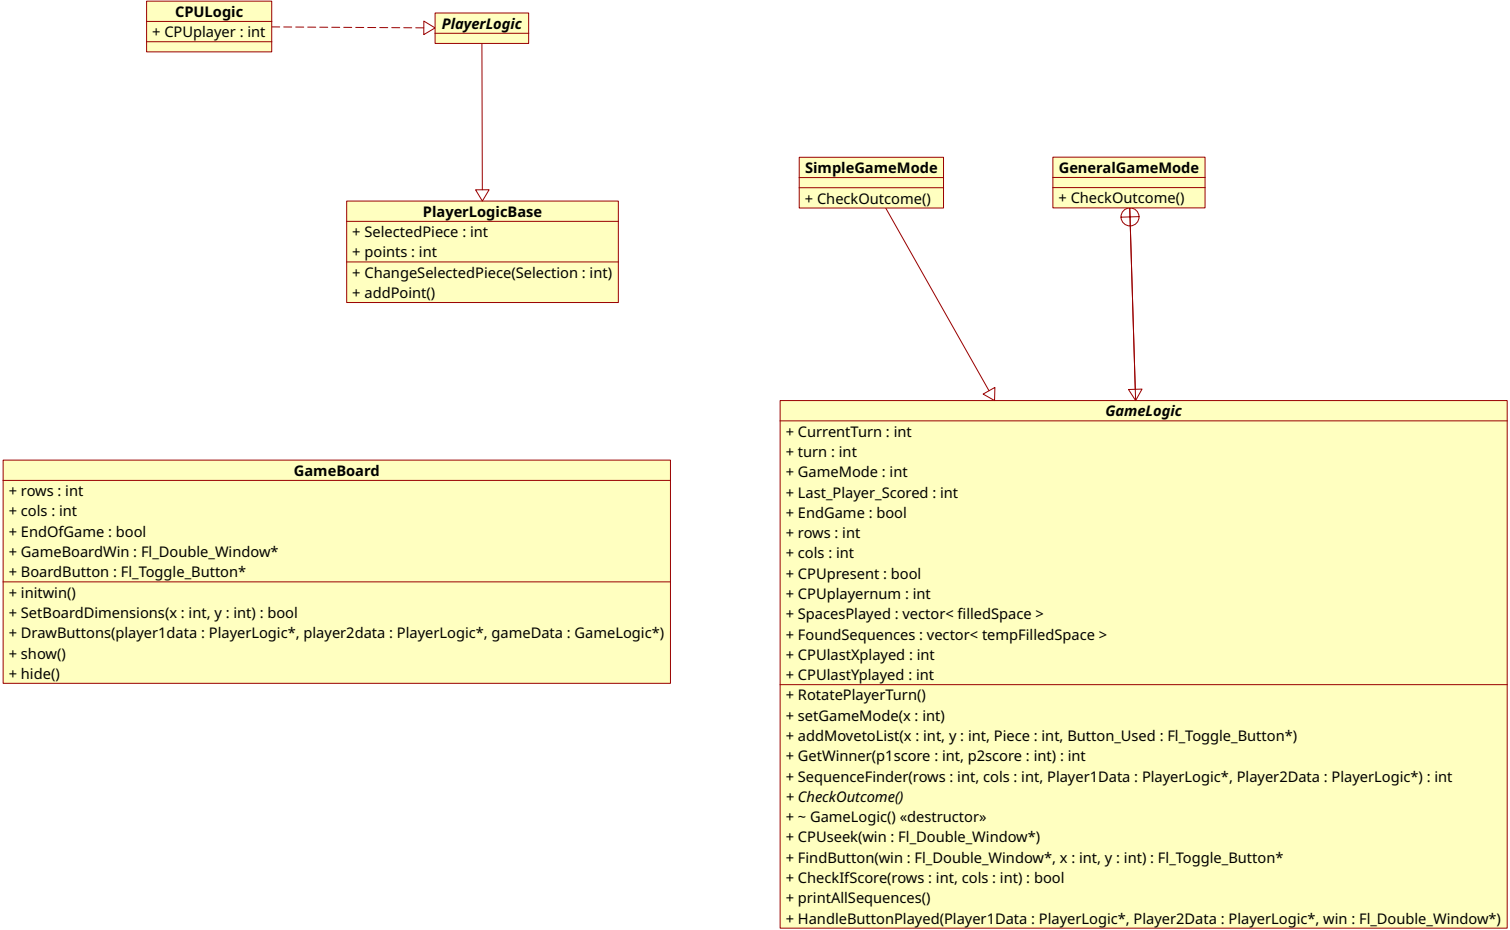 CPULogic
+ CPUplayer : int
PlayerLogic
PlayerLogicBase
+ SelectedPiece : int
+ points : int
+ ChangeSelectedPiece(Selection : int)
+ addPoint()
SimpleGameMode
+ CheckOutcome()
GeneralGameMode
+ CheckOutcome()
GameBoard
+ rows : int
+ cols : int
+ EndOfGame : bool
+ GameBoardWin : Fl_Double_Window*
+ BoardButton : Fl_Toggle_Button*
+ initwin()
+ SetBoardDimensions(x : int, y : int) : bool
+ DrawButtons(player1data : PlayerLogic*, player2data : PlayerLogic*, gameData : GameLogic*)
+ show()
+ hide()
GameLogic
+ CurrentTurn : int
+ turn : int
+ GameMode : int
+ Last_Player_Scored : int
+ EndGame : bool
+ rows : int
+ cols : int
+ CPUpresent : bool
+ CPUplayernum : int
+ SpacesPlayed : vector< filledSpace >
+ FoundSequences : vector< tempFilledSpace >
+ CPUlastXplayed : int
+ CPUlastYplayed : int
+ RotatePlayerTurn()
+ setGameMode(x : int)
+ addMovetoList(x : int, y : int, Piece : int, Button_Used : Fl_Toggle_Button*)
+ GetWinner(p1score : int, p2score : int) : int
+ SequenceFinder(rows : int, cols : int, Player1Data : PlayerLogic*, Player2Data : PlayerLogic*) : int
+ CheckOutcome()
+ ~ GameLogic() «destructor»
+ CPUseek(win : Fl_Double_Window*)
+ FindButton(win : Fl_Double_Window*, x : int, y : int) : Fl_Toggle_Button*
+ CheckIfScore(rows : int, cols : int) : bool
+ printAllSequences()
+ HandleButtonPlayed(Player1Data : PlayerLogic*, Player2Data : PlayerLogic*, win : Fl_Double_Window*)